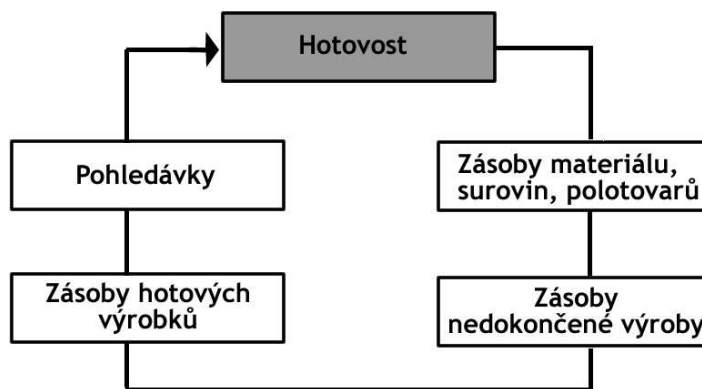 Hotovost
Pohledávky
Zásoby materiálu,
surovin, polotovarů
Zásoby hotových
výrobků
Zásoby
nedokončené výroby